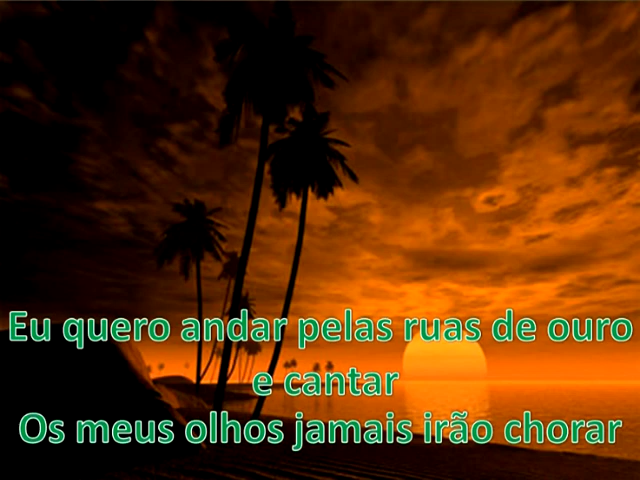 Eu quero andar pelas ruas de ouro
e cantar
Os meus olhos jamais irão chorar